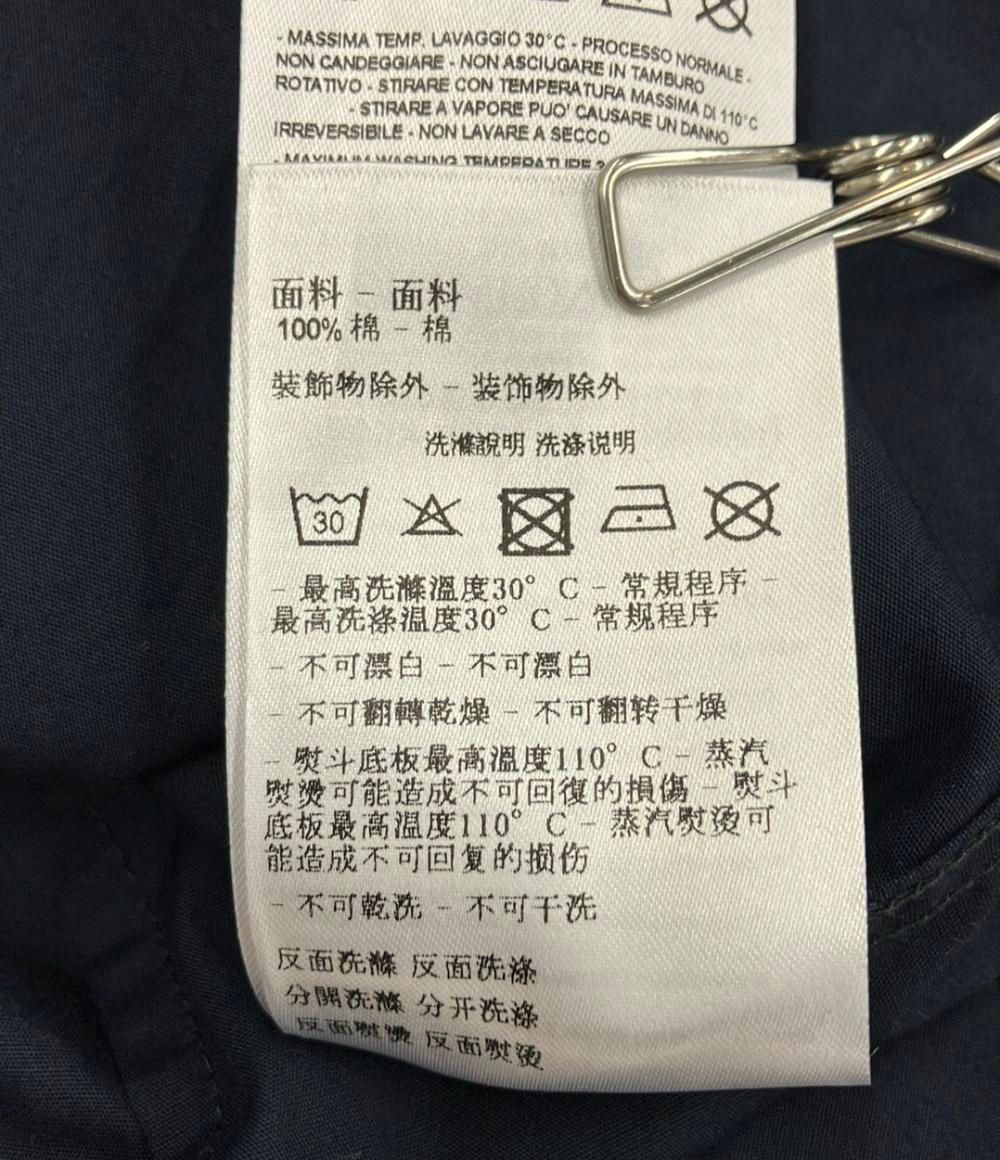 - MASSIMA TEMP. LAVAGGIO 30°C - PROCESSO NORMALE -
NON CANDEGGIARE - NON ASCIUGARE IN TAMBURO
ROTATIVO - STIRARE CON TEMPERATURA MASSIMA DI 110°C
- STIRARE A VAPORE PUO' CAUSARE UN DANNO
IRREVERSIBILE - NON LAVARE A SECCO
- MAXIMUM WASHING TEMPERATURE
面料 - 面料
100% 棉 - 棉
裝飾物除外 - 装饰物除外
洗滌說明 洗涤说明
30
- 最高洗滌溫度30° C - 常規程序 -
最高洗涤温度30° C - 常规程序
- 不可漂白 - 不可漂白
- 不可翻轉乾燥 - 不可翻转干燥
- 熨斗底板最高溫度110° C - 蒸汽
熨燙可能造成不可回復的損傷 - 熨斗
底板最高温度110° C - 蒸汽熨烫可
能造成不可回复的损伤
- 不可乾洗 - 不可干洗
反面洗滌 反面洗涤
分開洗滌 分开洗涤
反面熨燙 反面熨烫